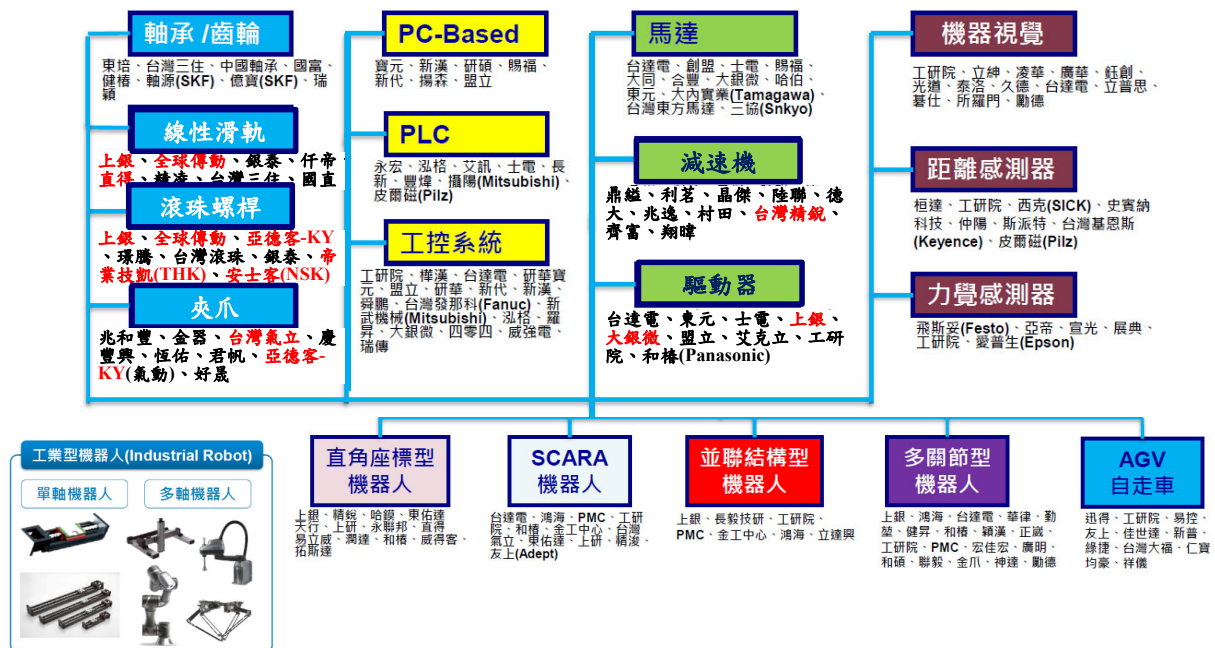 軸承 /齒輪
東培、台灣三住、中國軸承、國富、
健椿、軸源(SKF)、億寶(SKF)、瑞
穎
線性滑軌
上銀、全球傳動、銀泰、仟帝
直得、精凌、台灣三住、國直
滾珠螺桿
上銀、全球傳動、亞德客-KY
、璟騰、台灣滾珠、銀泰、帝
業技凱(THK)、安士客(NSK)
夾爪
兆和豐、金器、台灣氣立、慶
豐興、恆佑、君帆、亞德客-
KY(氣動)、好晟
PC-Based
寶元、新漢、研碩、賜福、
新代、揚森、盟立
PLC
永宏、泓格、艾訊、士電、長
新、豐煒、攝陽(Mitsubishi)、
皮爾磁(Pilz)
工控系統
工研院、樺漢、台達電、研華寶
元、盟立、研華、新代、新漢、
舜鵬、台灣發那科(Fanuc)、新
武機械(Mitsubishi)、泓格、羅
昇、大銀微、四零四、威強電、
瑞傳
馬達
台達電、創盟、士電、賜福、
大同、合豐、大銀微、哈伯、
東元、大內實業(Tamagawa)、
台灣東方馬達、三協(Snkyo)
減速機
鼎鎰、利茗、晶傑、陸聯、德
大、兆逸、村田、台灣精銳、
齊富、翔暐
驅動器
台達電、東元、士電、上銀、
大銀微、盟立、艾克立、工研
院、和椿(Panasonic)
機器視覺
工研院、立紳、凌華、廣華、鈺創、
光道、泰洛、久德、台達電、立普思、
碁仕、所羅門、勵德
距離感測器
桓達、工研院、西克(SICK)、史賓納
科技、仲陽、斯派特、台灣基恩斯
(Keyence)、皮爾磁(Pilz)
力覺感測器
飛斯妥(Festo)、亞帝、宣光、展典、
工研院、愛普生(Epson)
工業型機器人(Industrial Robot)
單軸機器人
多軸機器人
直角座標型
機器人
上銀、精銳、哈鏌、東佑達
天行、上研、永聯邦、直得
易立威、潤達、和椿、威得客、
拓斯達
SCARA
機器人
台達電、鴻海、PMC、工研
院、和椿、金工中心、台灣
氣立、東佑達、上研、精浚、
友上(Adept)
並聯結構型
機器人
上銀、長毅技研、工研院、
PMC、金工中心、鴻海、立達興
多關節型
機器人
上銀、鴻海、台達電、華律、勤
堃、健昇、和椿、穎漢、正崴、
工研院、PMC、宏佳宏、廣明、
和碩、聯毅、金爪、神達、勵德
AGV
自走車
迅得、工研院、易控、
友上、佳世達、新普、
綠捷、台灣大福、仁寶
均豪、祥儀